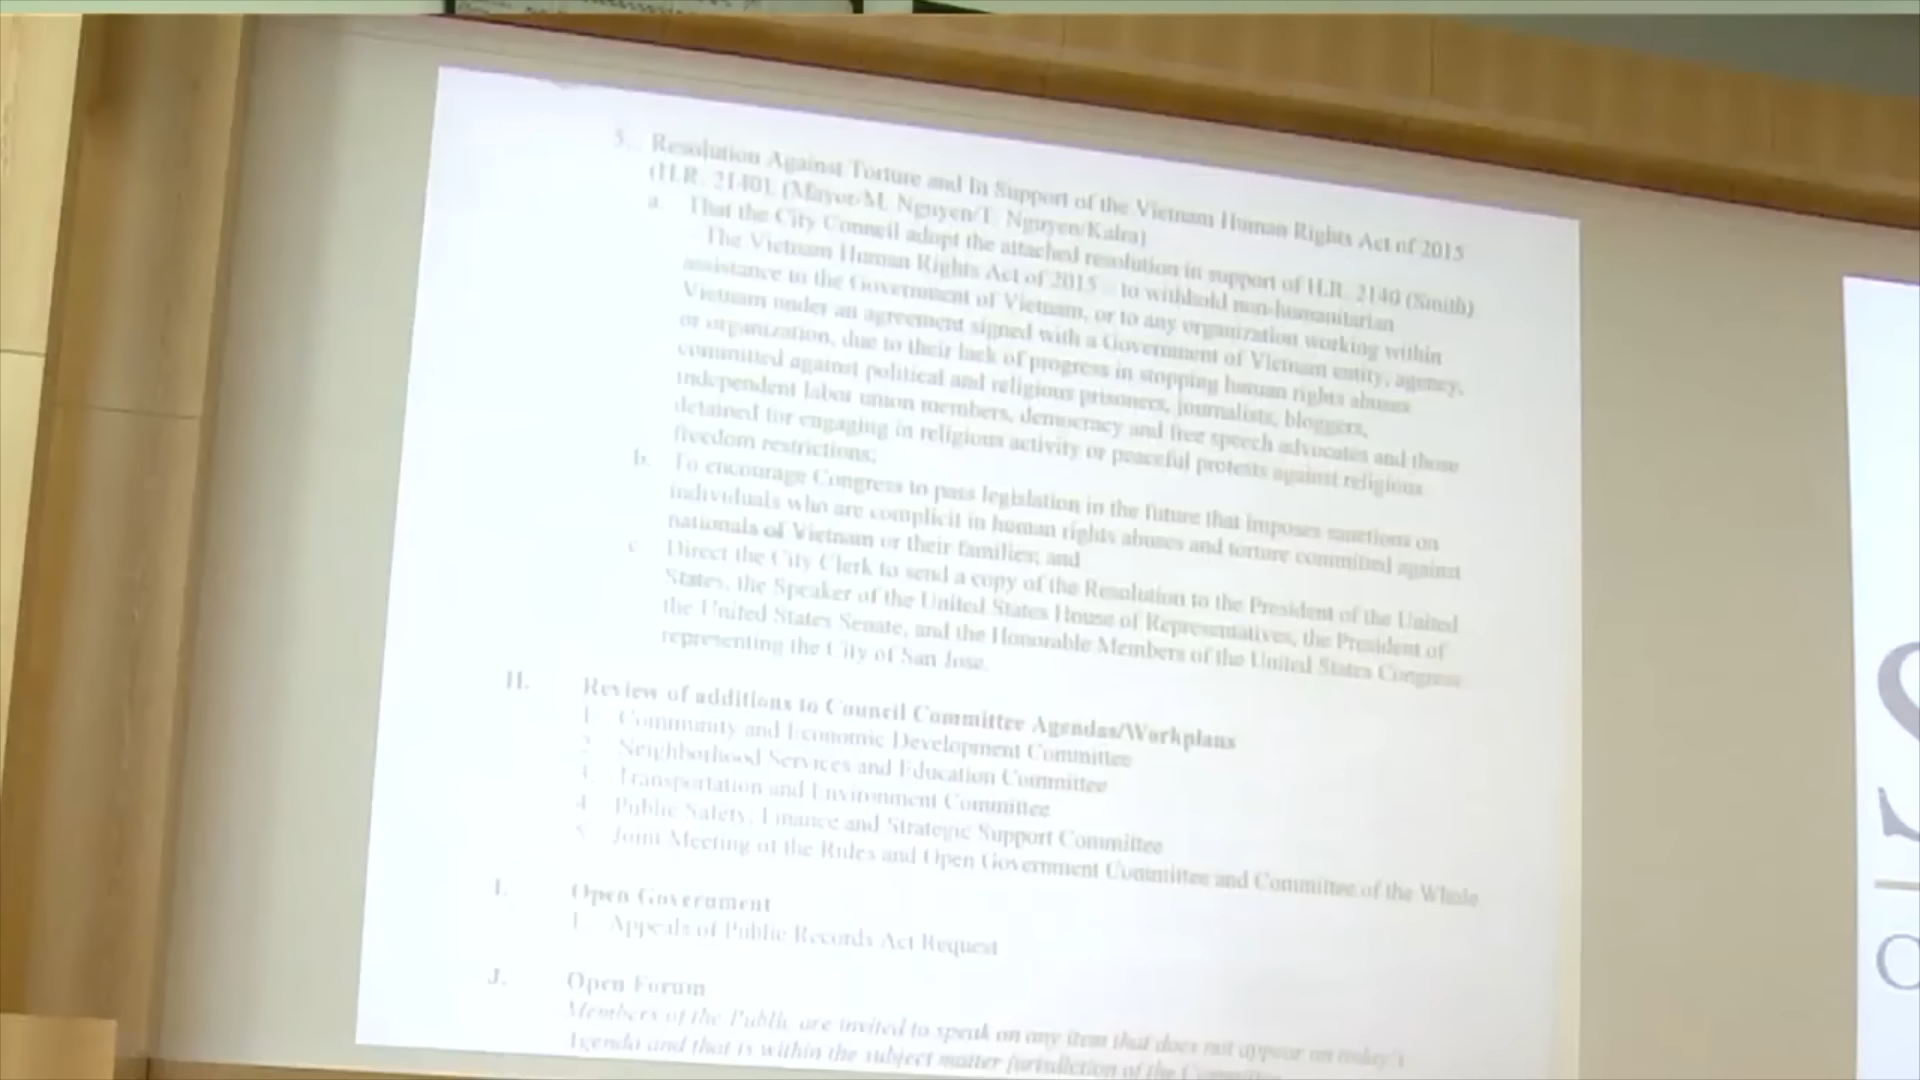 5. Resolution Against Torture and In Support of the Vietnam Human Rights Act of 2015
(H.R. 2140). (Mayor/M. Nguyen/T. Nguyen/Kalra)
a. That the City Council adopt the attached resolution in support of H.R. 2140 (Smith)
- The Vietnam Human Rights Act of 2015 - to withhold non-humanitarian
assistance to the Government of Vietnam, or to any organization working within
Vietnam under an agreement signed with a Government of Vietnam entity, agency,
or organization, due to their lack of progress in stopping human rights abuses
committed against political and religious prisoners, journalists, bloggers,
independent labor union members, democracy and free speech advocates and those
detained for engaging in religious activity or peaceful protests against religious
freedom restrictions;
b. To encourage Congress to pass legislation in the future that imposes sanctions on
individuals who are complicit in human rights abuses and torture committed against
nationals of Vietnam or their families; and
c. Direct the City Clerk to send a copy of the Resolution to the President of the United
States, the Speaker of the United States House of Representatives, the President of
the United States Senate, and the Honorable Members of the United States Congress
representing the City of San Jose.
H. Review of additions to Council Committee Agendas/Workplans
1. Community and Economic Development Committee
2. Neighborhood Services and Education Committee
3. Transportation and Environment Committee
4. Public Safety, Finance and Strategic Support Committee
5. Joint Meeting of the Rules and Open Government Committee and Committee of the Whole
I. Open Government
1. Appeals of Public Records Act Request
J. Open Forum
Members of the Public are invited to speak on any item that does not appear on today's
Agenda and that is within the subject matter jurisdiction of the Committee